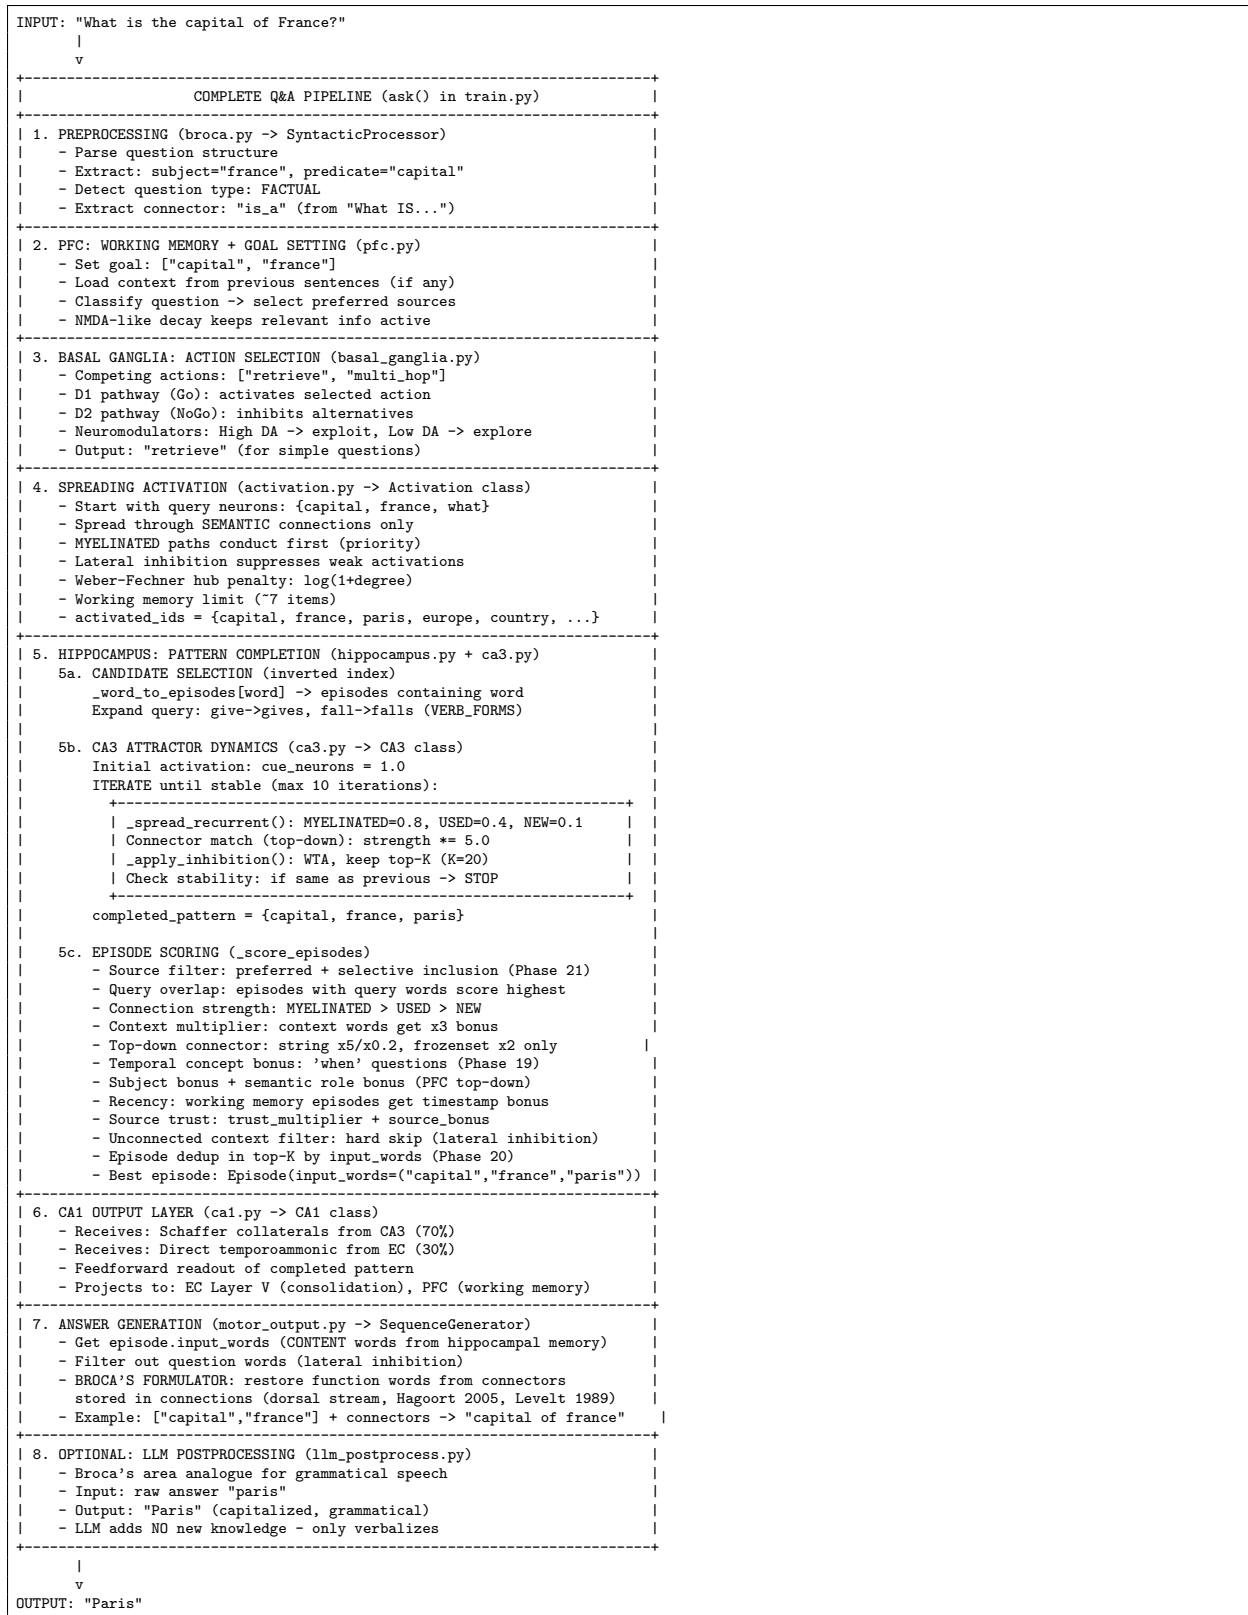 INPUT: "What is the capital of France?"
|
v
+---------------------------------------------------------------------------+
|                    COMPLETE Q&A PIPELINE (ask() in train.py)              |
+---------------------------------------------------------------------------+
| 1. PREPROCESSING (broca.py -> SyntacticProcessor)                         |
|    - Parse question structure                                             |
|    - Extract: subject="france", predicate="capital"                       |
|    - Detect question type: FACTUAL                                        |
|    - Extract connector: "is_a" (from "What IS...")                        |
+---------------------------------------------------------------------------+
| 2. PFC: WORKING MEMORY + GOAL SETTING (pfc.py)                            |
|    - Set goal: ["capital", "france"]                                      |
|    - Load context from previous sentences (if any)                        |
|    - Classify question -> select preferred sources                        |
|    - NMDA-like decay keeps relevant info active                           |
+---------------------------------------------------------------------------+
| 3. BASAL GANGLIA: ACTION SELECTION (basal_ganglia.py)                     |
|    - Competing actions: ["retrieve", "multi_hop"]                         |
|    - D1 pathway (Go): activates selected action                           |
|    - D2 pathway (NoGo): inhibits alternatives                             |
|    - Neuromodulators: High DA -> exploit, Low DA -> explore               |
|    - Output: "retrieve" (for simple questions)                            |
+---------------------------------------------------------------------------+
| 4. SPREADING ACTIVATION (activation.py -> Activation class)               |
|    - Start with query neurons: {capital, france, what}                    |
|    - Spread through SEMANTIC connections only                             |
|    - MYELINATED paths conduct first (priority)                            |
|    - Lateral inhibition suppresses weak activations                       |
|    - Weber-Fechner hub penalty: log(1+degree)                             |
|    - Working memory limit (~7 items)                                      |
|    - activated_ids = {capital, france, paris, europe, country, ...}       |
+---------------------------------------------------------------------------+
| 5. HIPPOCAMPUS: PATTERN COMPLETION (hippocampus.py + ca3.py)              |
|    5a. CANDIDATE SELECTION (inverted index)                               |
|        _word_to_episodes[word] -> episodes containing word                |
|        Expand query: give->gives, fall->falls (VERB_FORMS)                |
|                                                                           |
|    5b. CA3 ATTRACTOR DYNAMICS (ca3.py -> CA3 class)                       |
|        Initial activation: cue_neurons = 1.0                              |
|        ITERATE until stable (max 10 iterations):                          |
|          +------------------------------------------------------------+  |
|          | _spread_recurrent(): MYELINATED=0.8, USED=0.4, NEW=0.1     |  |
|          | Connector match (top-down): strength *= 5.0                |  |
|          | _apply_inhibition(): WTA, keep top-K (K=20)                |  |
|          | Check stability: if same as previous -> STOP               |  |
|          +------------------------------------------------------------+  |
|        completed_pattern = {capital, france, paris}                       |
|                                                                           |
|    5c. EPISODE SCORING (_score_episodes)                                  |
|        - Source filter: preferred + selective inclusion (Phase 21)        |
|        - Query overlap: episodes with query words score highest           |
|        - Connection strength: MYELINATED > USED > NEW                     |
|        - Context multiplier: context words get x3 bonus                   |
|        - Top-down connector: string x5/x0.2, frozenset x2 only          |
|        - Temporal concept bonus: 'when' questions (Phase 19)              |
|        - Subject bonus + semantic role bonus (PFC top-down)               |
|        - Recency: working memory episodes get timestamp bonus             |
|        - Source trust: trust_multiplier + source_bonus                    |
|        - Unconnected context filter: hard skip (lateral inhibition)       |
|        - Episode dedup in top-K by input_words (Phase 20)                 |
|        - Best episode: Episode(input_words=("capital","france","paris")) |
+---------------------------------------------------------------------------+
| 6. CA1 OUTPUT LAYER (ca1.py -> CA1 class)                                 |
|    - Receives: Schaffer collaterals from CA3 (70%)                        |
|    - Receives: Direct temporoammonic from EC (30%)                        |
|    - Feedforward readout of completed pattern                             |
|    - Projects to: EC Layer V (consolidation), PFC (working memory)        |
+---------------------------------------------------------------------------+
| 7. ANSWER GENERATION (motor_output.py -> SequenceGenerator)               |
|    - Get episode.input_words (CONTENT words from hippocampal memory)      |
|    - Filter out question words (lateral inhibition)                       |
|    - BROCA'S FORMULATOR: restore function words from connectors           |
|      stored in connections (dorsal stream, Hagoort 2005, Levelt 1989)     |
|    - Example: ["capital","france"] + connectors -> "capital of france"    |
+---------------------------------------------------------------------------+
| 8. OPTIONAL: LLM POSTPROCESSING (llm_postprocess.py)                      |
|    - Broca's area analogue for grammatical speech                         |
|    - Input: raw answer "paris"                                            |
|    - Output: "Paris" (capitalized, grammatical)                           |
|    - LLM adds NO new knowledge - only verbalizes                          |
+---------------------------------------------------------------------------+
|
v
OUTPUT: "Paris"